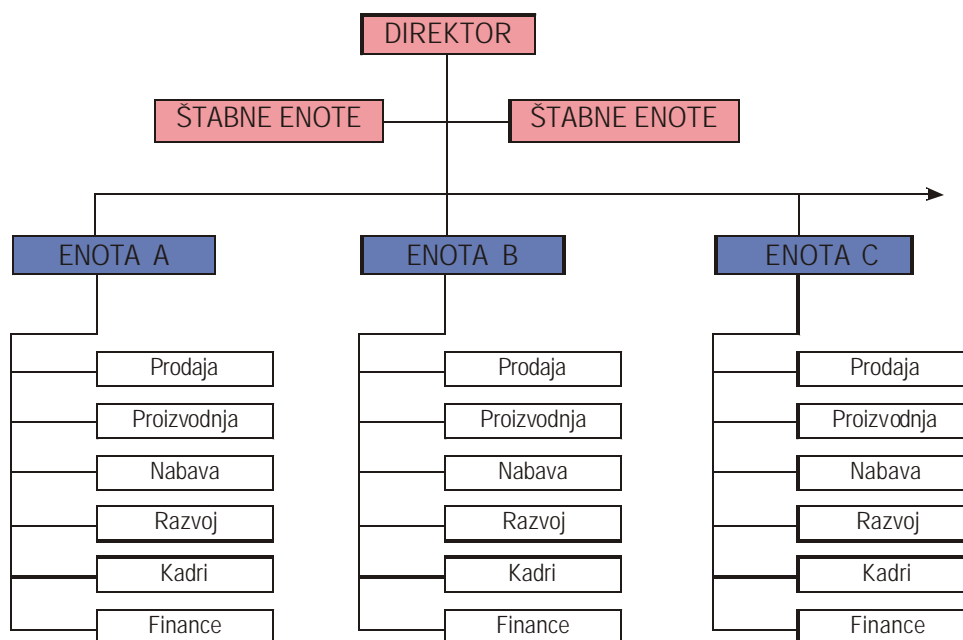 DIREKTOR
ŠTABNE ENOTE
ŠTABNE ENOTE
ENOTA A
ENOTA B
ENOTA C
Prodaja
Proizvodnja
Nabava
Razvoj
Kadri
Finance
Prodaja
Proizvodnja
Nabava
Razvoj
Kadri
Finance
Prodaja
Proizvodnja
Nabava
Razvoj
Kadri
Finance